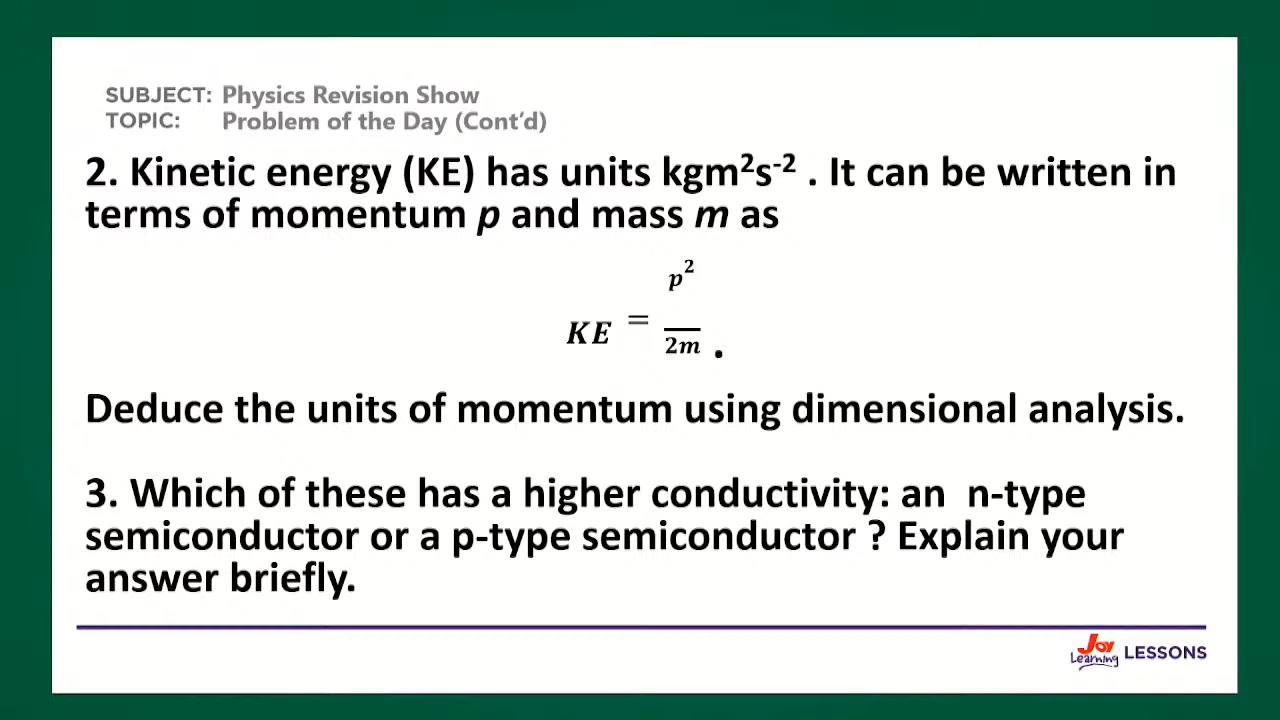 SUBJECT: Physics Revision Show
TOPIC: Problem of the Day (Cont'd)
2. Kinetic energy (KE) has units kgm²s⁻² . It can be written in
terms of momentum p and mass m as
KE = p²/2m .
Deduce the units of momentum using dimensional analysis.
3. Which of these has a higher conductivity: an n-type
semiconductor or a p-type semiconductor ? Explain your
answer briefly.
Joy Learning LESSONS